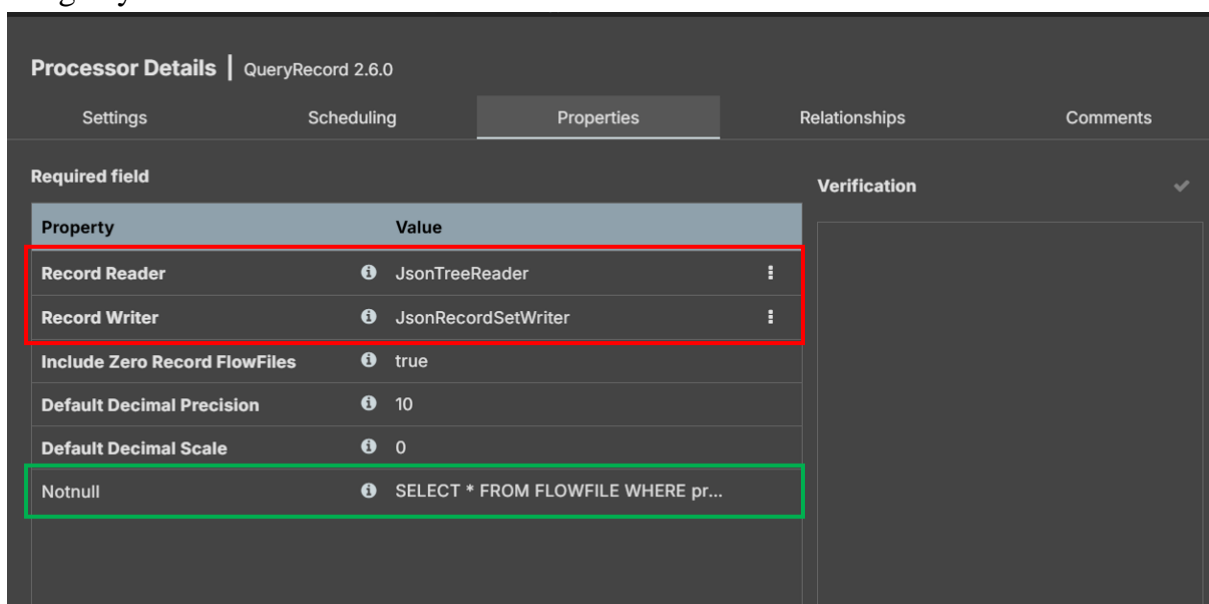 Processor Details | QueryRecord 2.6.0
Settings Scheduling Properties Relationships Comments
Required field
Verification
Property Value
Record Reader JsonTreeReader
Record Writer JsonRecordSetWriter
Include Zero Record FlowFiles true
Default Decimal Precision 10
Default Decimal Scale 0
Notnull SELECT * FROM FLOWFILE WHERE pr...